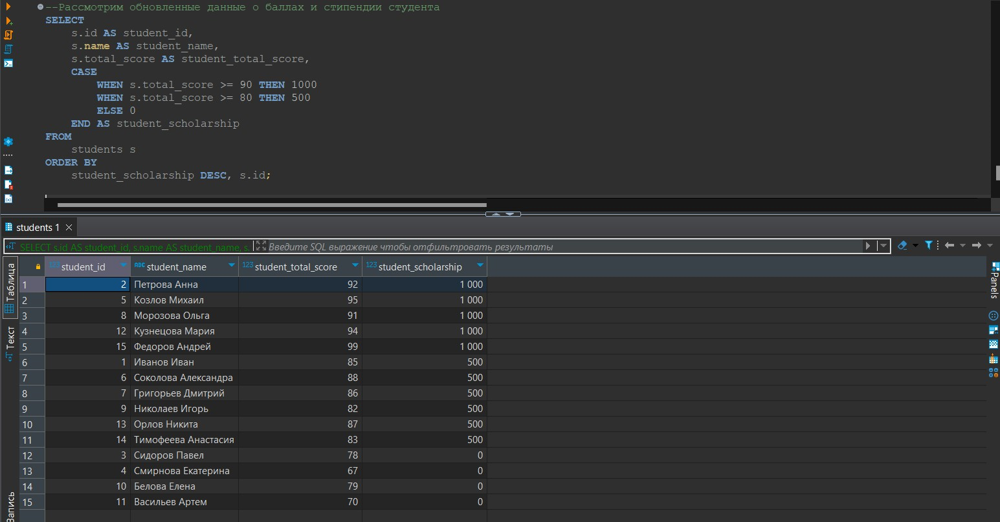 --Рассмотрим обновленные данные о баллах и стипендии студента
SELECT
s.id AS student_id,
s.name AS student_name,
s.total_score AS student_total_score,
CASE
WHEN s.total_score >= 90 THEN 1000
WHEN s.total_score >= 80 THEN 500
ELSE 0
END AS student_scholarship
FROM
students s
ORDER BY
student_scholarship DESC, s.id;
students 1
SELECT s.id AS student_id, s.name AS student_name, s. Введите SQL выражение чтобы отфильтровать результаты
Таблица
Текст
Запись
Panels
123 student_id ABC student_name 123 student_total_score 123 student_scholarship
1 2 Петрова Анна 92 1 000
2 5 Козлов Михаил 95 1 000
3 8 Морозова Ольга 91 1 000
4 12 Кузнецова Мария 94 1 000
5 15 Федоров Андрей 99 1 000
6 1 Иванов Иван 85 500
7 6 Соколова Александра 88 500
8 7 Григорьев Дмитрий 86 500
9 9 Николаев Игорь 82 500
10 13 Орлов Никита 87 500
11 14 Тимофеева Анастасия 83 500
12 3 Сидоров Павел 78 0
13 4 Смирнова Екатерина 67 0
14 10 Белова Елена 79 0
15 11 Васильев Артем 70 0